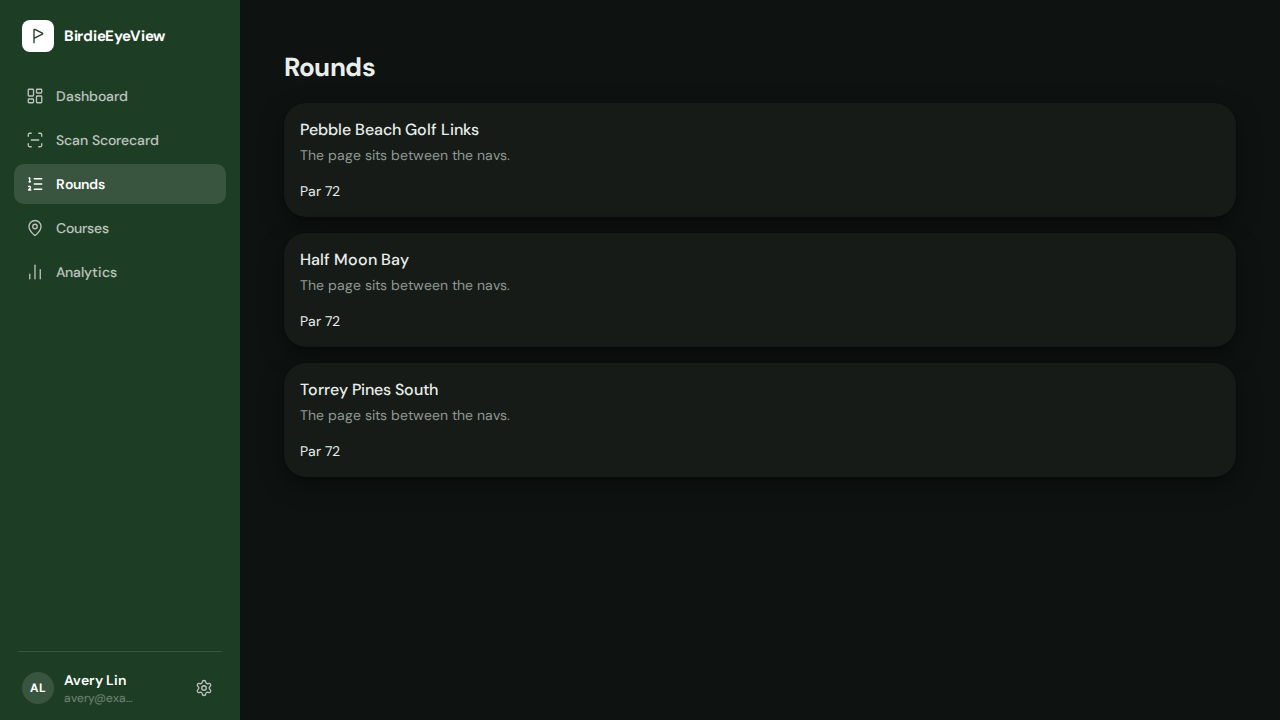 BirdieEyeView
Dashboard
Scan Scorecard
Rounds
Courses
Analytics
AL
Avery Lin
avery@exa...
Rounds
Pebble Beach Golf Links
The page sits between the navs.
Par 72
Half Moon Bay
The page sits between the navs.
Par 72
Torrey Pines South
The page sits between the navs.
Par 72